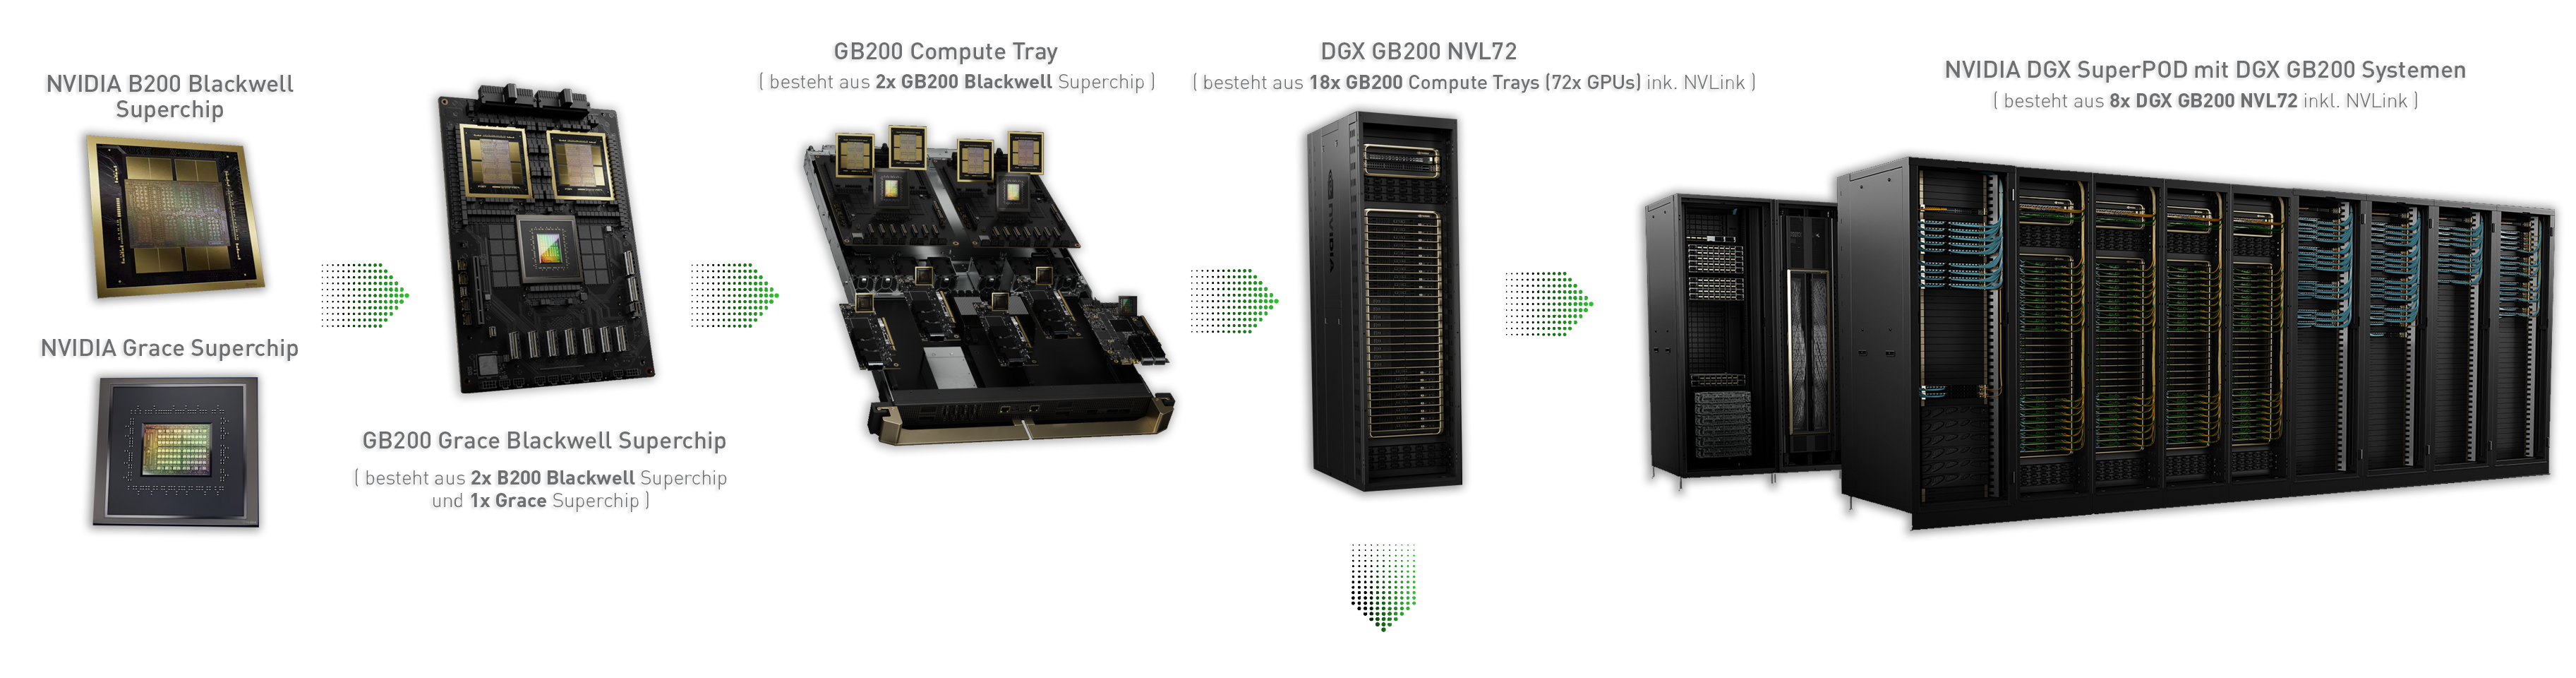 NVIDIA B200 Blackwell
Superchip
NVIDIA Grace Superchip
GB200 Grace Blackwell Superchip
( besteht aus 2x B200 Blackwell Superchip
und 1x Grace Superchip )
GB200 Compute Tray
( besteht aus 2x GB200 Blackwell Superchip )
DGX GB200 NVL72
( besteht aus 18x GB200 Compute Trays (72x GPUs) ink. NVLink )
NVIDIA
NVIDIA DGX SuperPOD mit DGX GB200 Systemen
( besteht aus 8x DGX GB200 NVL72 inkl. NVLink )